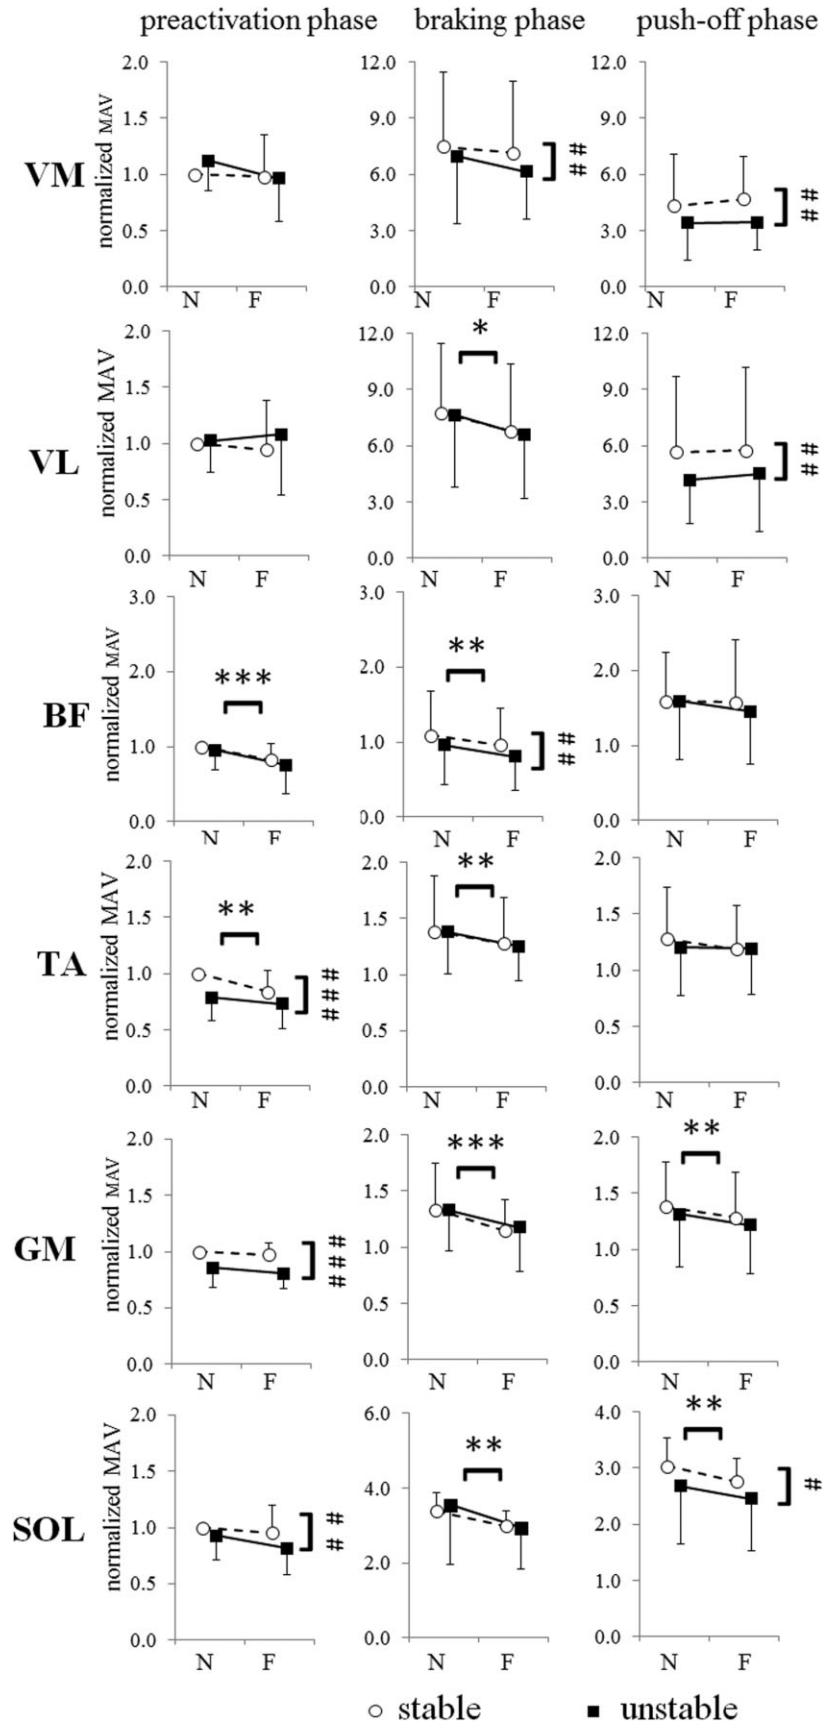 preactivation phase braking phase push-off phase
VM
normalized MAV
2.0 1.5 1.0 0.5 0.0
N F
12.0 9.0 6.0 3.0 0.0
N F
##
12.0 9.0 6.0 3.0 0.0
N F
##
VL
normalized MAV
2.0 1.5 1.0 0.5 0.0
N F
12.0 9.0 6.0 3.0 0.0
N F
*
12.0 9.0 6.0 3.0 0.0
N F
##
BF
normalized MAV
3.0 2.0 1.0 0.0
N F
***
3.0 2.0 1.0 0.0
N F
**
##
3.0 2.0 1.0 0.0
N F
TA
normalized MAV
2.0 1.5 1.0 0.5 0.0
N F
**
###
2.0 1.5 1.0 0.5 0.0
N F
**
2.0 1.5 1.0 0.5 0.0
N F
GM
normalized MAV
2.0 1.5 1.0 0.5 0.0
N F
###
2.0 1.5 1.0 0.5 0.0
N F
***
2.0 1.5 1.0 0.5 0.0
N F
**
SOL
normalized MAV
2.0 1.5 1.0 0.5 0.0
N F
##
6.0 4.0 2.0 0.0
N F
**
4.0 3.0 2.0 1.0 0.0
N F
**
#
stable unstable